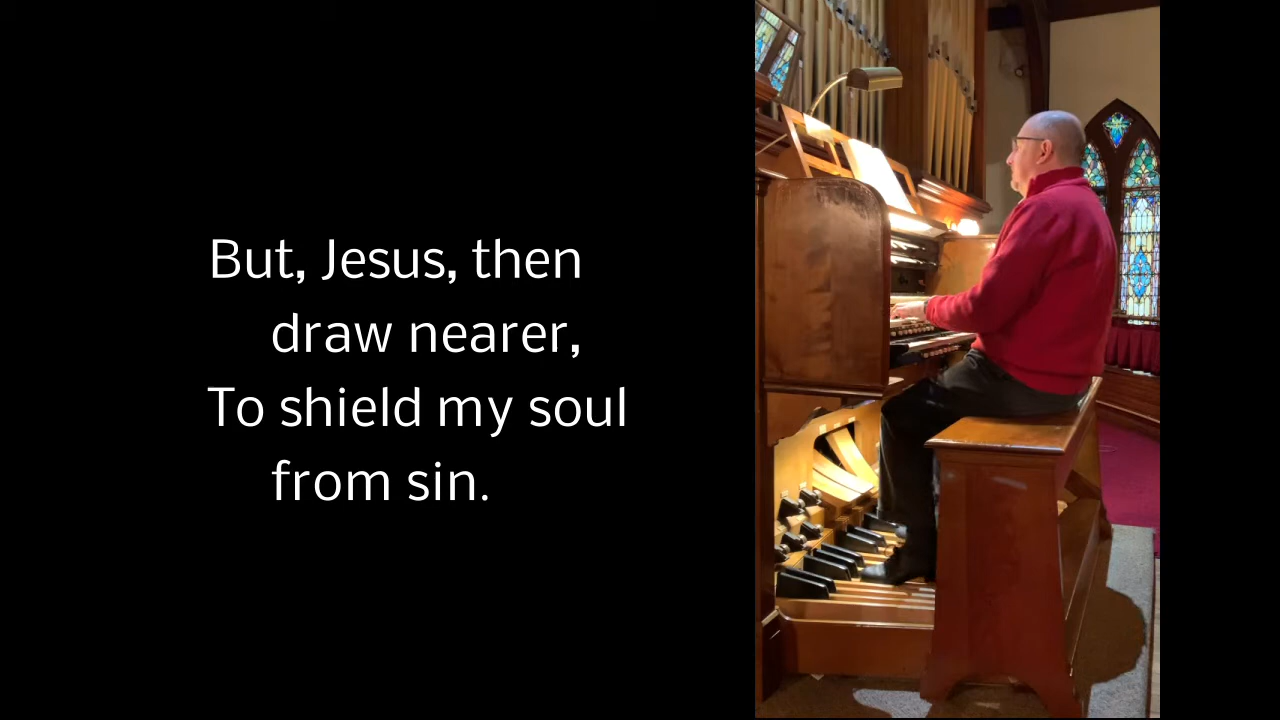 But, Jesus, then
draw nearer,
To shield my soul
from sin.